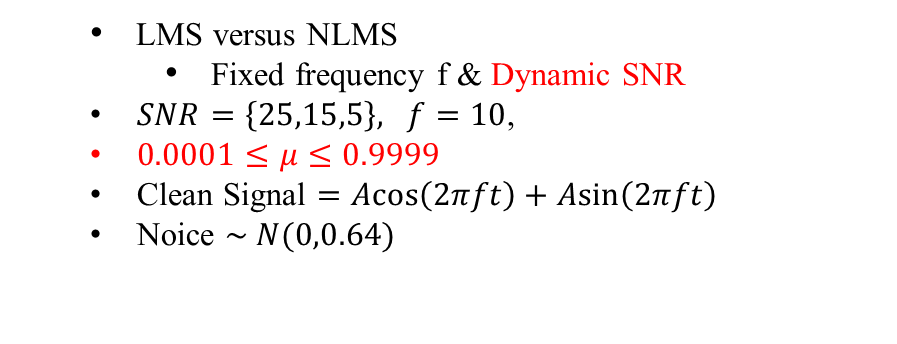 • LMS versus NLMS
• Fixed frequency f & Dynamic SNR
• SNR = {25,15,5}, f = 10,
• 0.0001 ≤ μ ≤ 0.9999
• Clean Signal = Acos(2πft) + Asin(2πft)
• Noice ~ N(0,0.64)